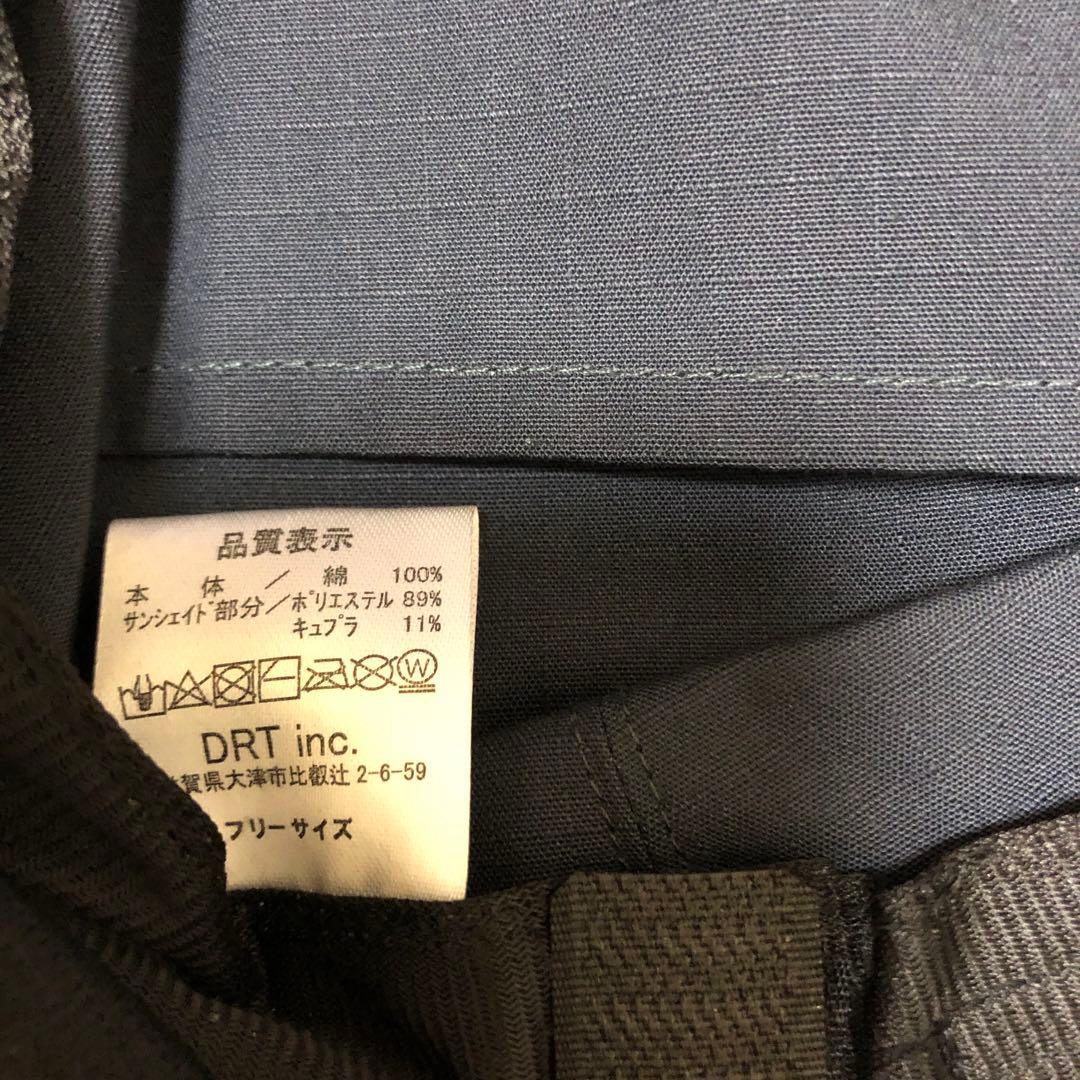 品質表示
本 体 / 綿 100%
サンシェイド部分/ポリエステル 89%
キュプラ 11%
W
DRT inc.
賀県大津市比叡辻 2-6-59
フリーサイズ